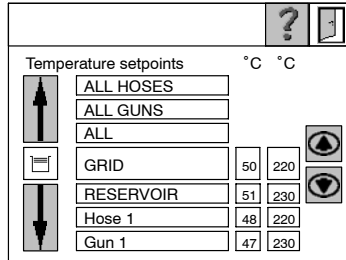 ?
Temperature setpoints °C °C
ALL HOSES
ALL GUNS
ALL
GRID 50 220
RESERVOIR 51 230
Hose 1 48 220
Gun 1 47 230